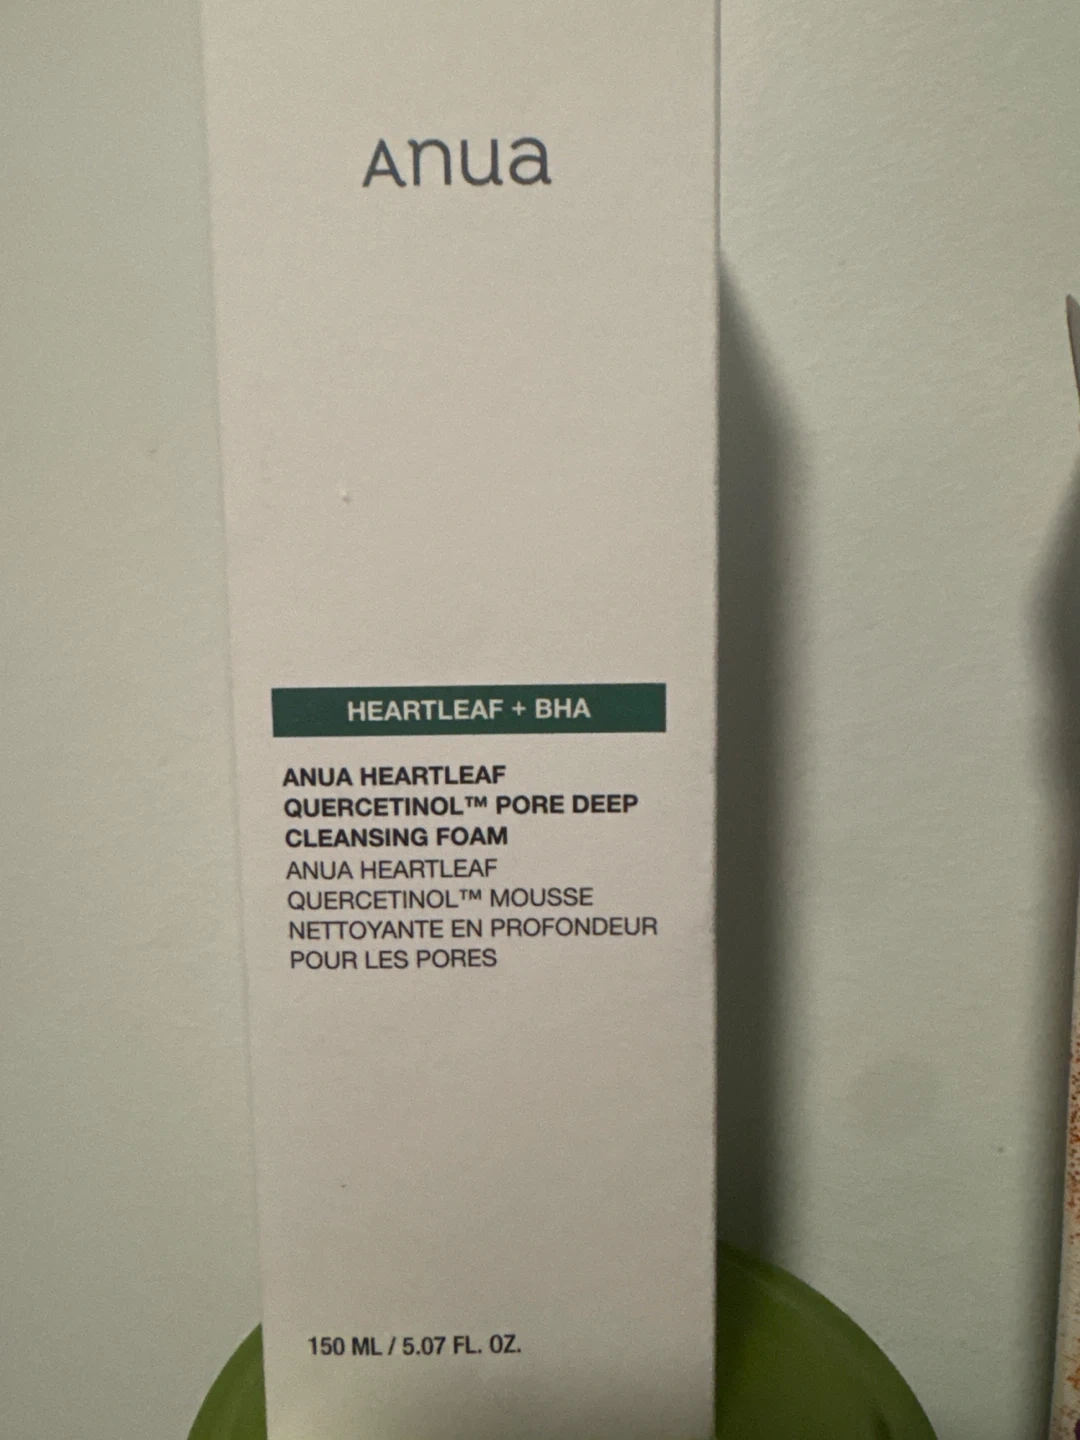 Anua
HEARTLEAF + BHA
ANUA HEARTLEAF
QUERCETINOL™ PORE DEEP
CLEANSING FOAM
ANUA HEARTLEAF
QUERCETINOL™ MOUSSE
NETTOYANTE EN PROFONDEUR
POUR LES PORES
150 ML / 5.07 FL. OZ.